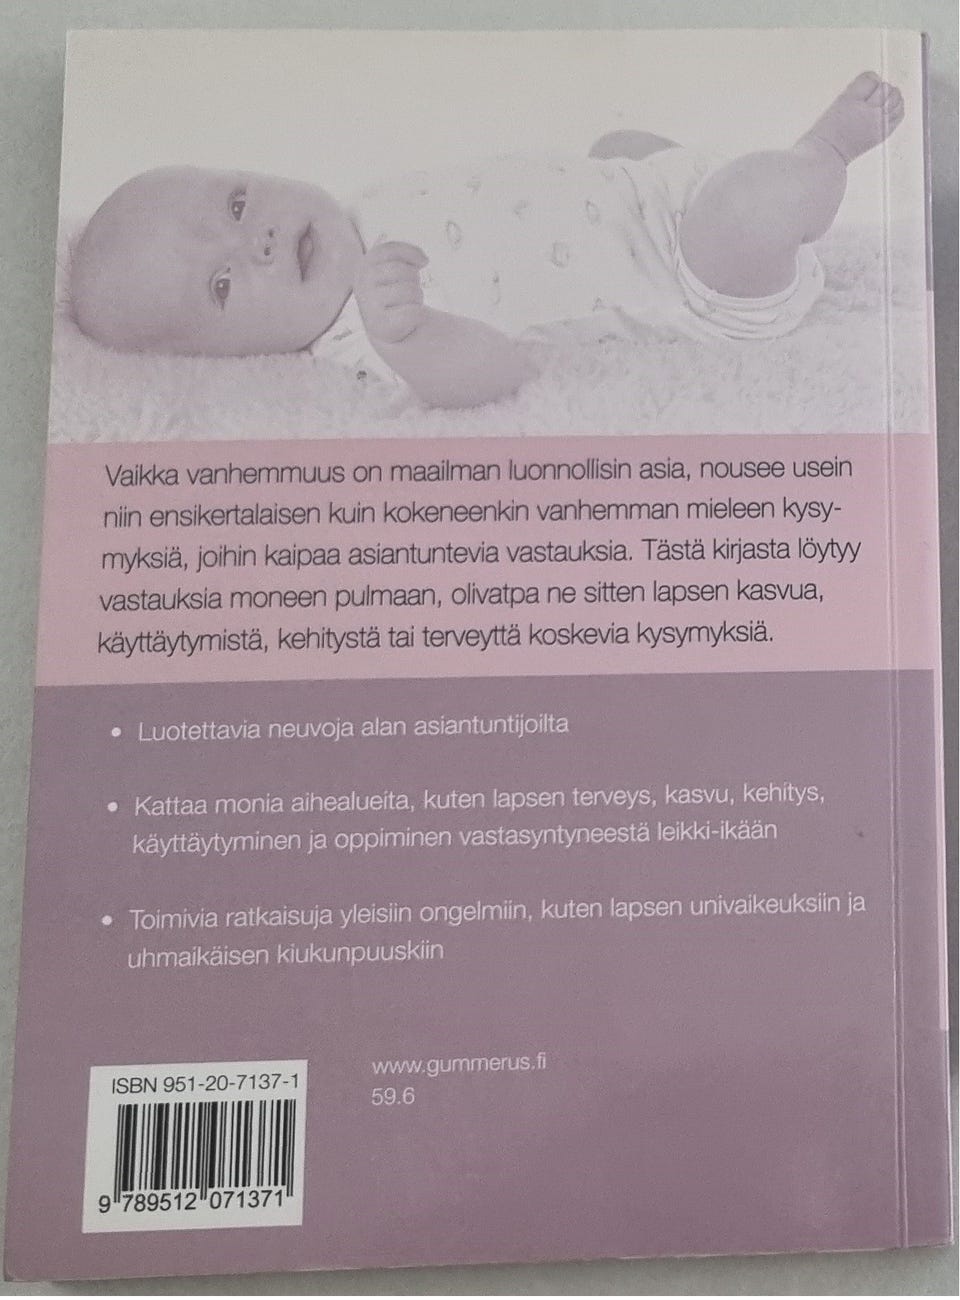 Vaikka vanhemmuus on maailman luonnollisin asia, nousee usein
niin ensikertalaisen kuin kokeneenkin vanhemman mieleen kysy-
myksiä, joihin kaipaa asiantuntevia vastauksia. Tästä kirjasta löytyy
vastauksia moneen pulmaan, olivatpa ne sitten lapsen kasvua,
käyttäytymistä, kehitystä tai terveyttä koskevia kysymyksiä.
• Luotettavia neuvoja alan asiantuntijoilta
• Kattaa monia aihealueita, kuten lapsen terveys, kasvu, kehitys,
käyttäytyminen ja oppiminen vastasyntyneestä leikki-ikään
• Toimivia ratkaisuja yleisiin ongelmiin, kuten lapsen univaikeuksiin ja
uhmaikäisen kiukunpuuskiin
www.gummerus.fi
59.6
ISBN 951-20-7137-1
9 789512 071371